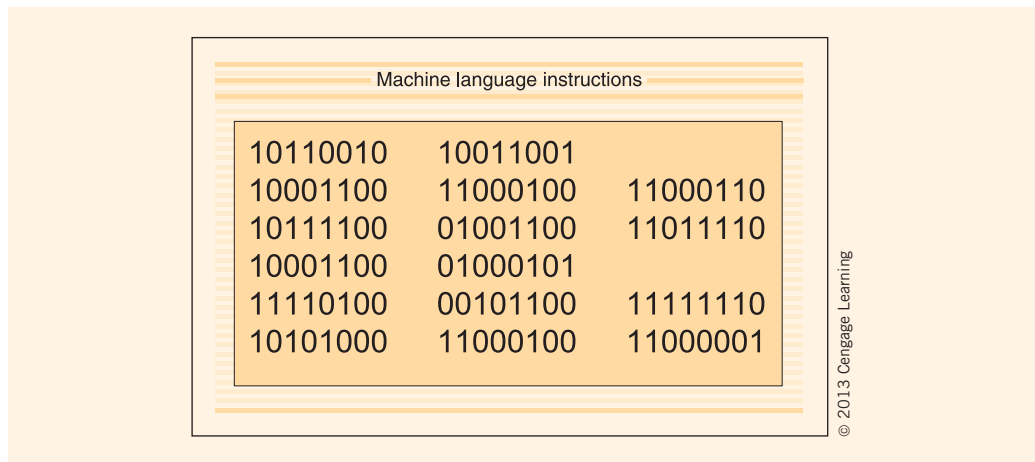 Machine language instructions
10110010 10011001
10001100 11000100 11000110
10111100 01001100 11011110
10001100 01000101
11110100 00101100 11111110
10101000 11000100 11000001
© 2013 Cengage Learning